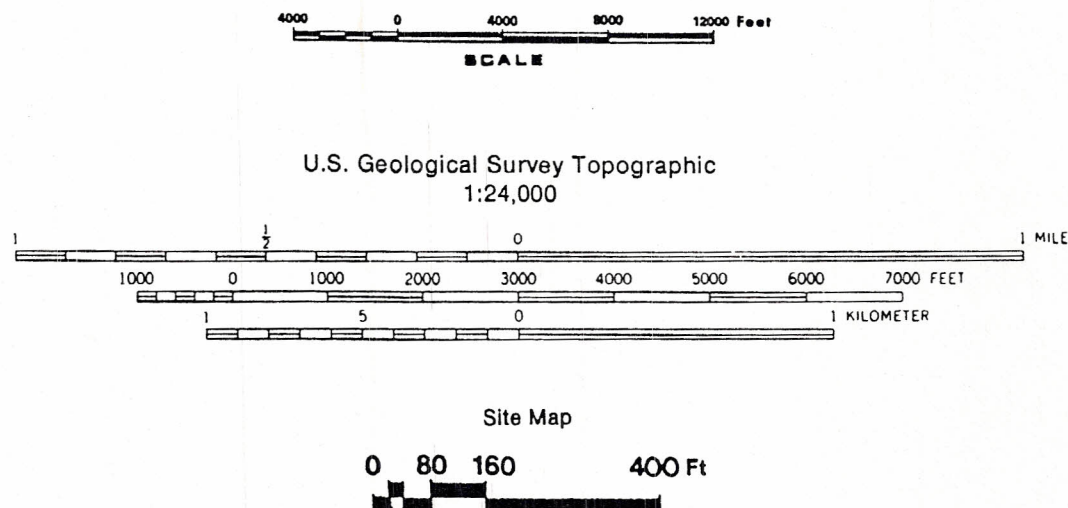 4000 0 4000 8000 12000 Feet
SCALE
U.S. Geological Survey Topographic
1:24,000
1 ½ 0 1 MILE
1000 0 1000 2000 3000 4000 5000 6000 7000 FEET
1 5 0 1 KILOMETER
Site Map
0 80 160 400 Ft